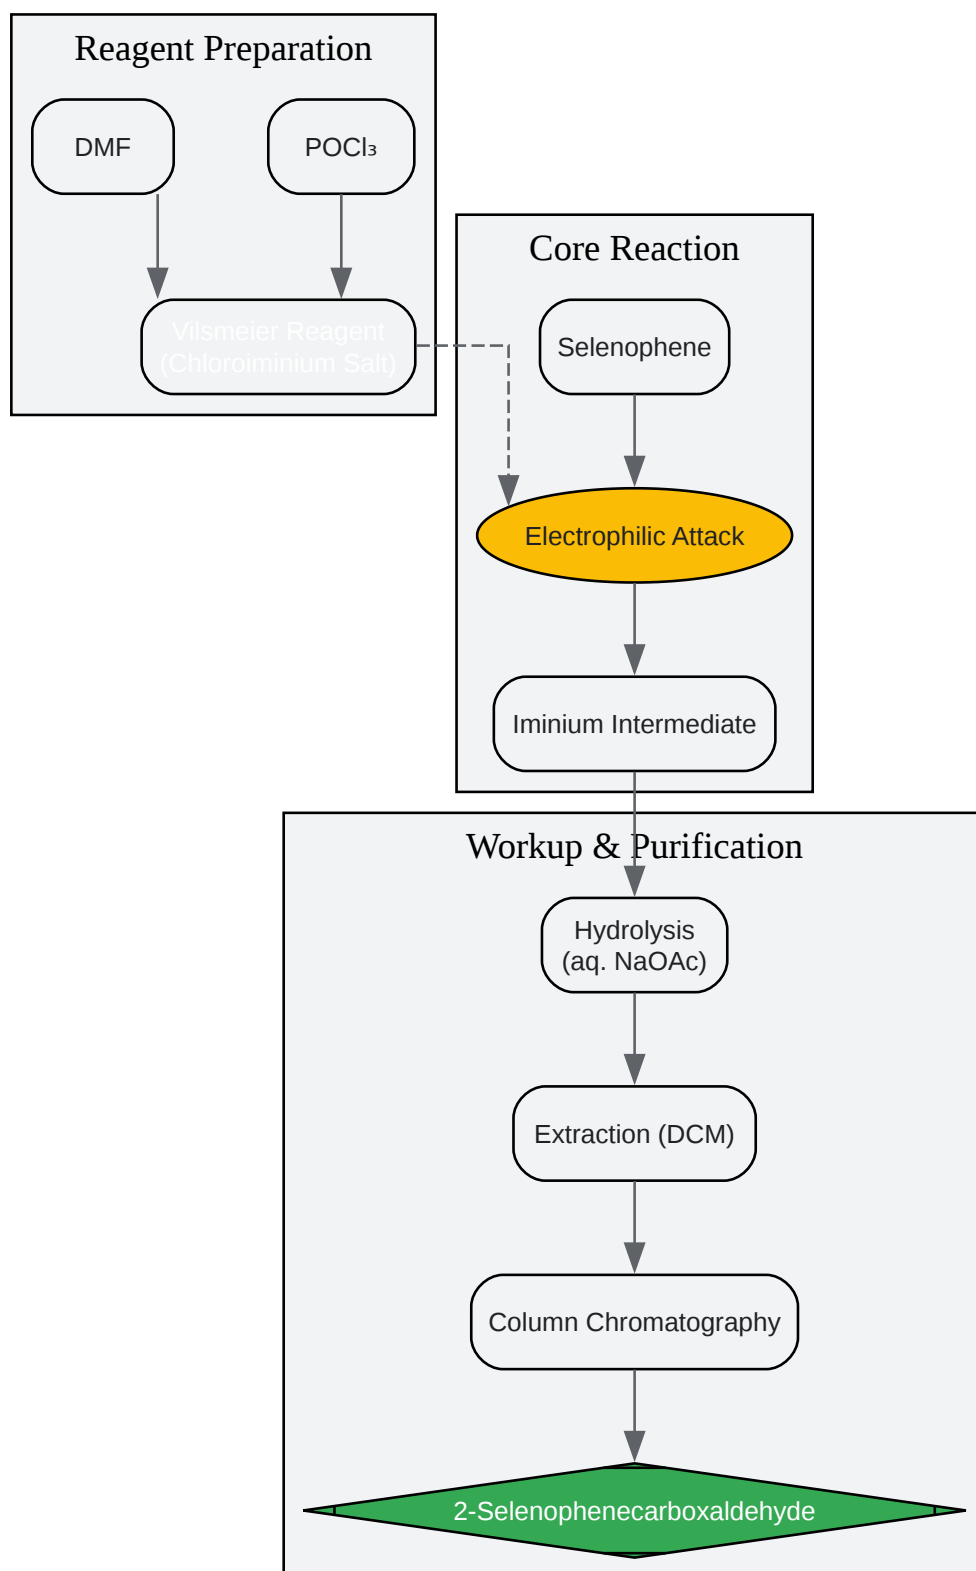 Reagent Preparation
DMF
POCl₃
Vilsmeier Reagent
(Chloroiminium Salt)
Core Reaction
Selenophene
Electrophilic Attack
Iminium Intermediate
Workup & Purification
Hydrolysis
(aq. NaOAc)
Extraction (DCM)
Column Chromatography
2-Selenophenecarboxaldehyde